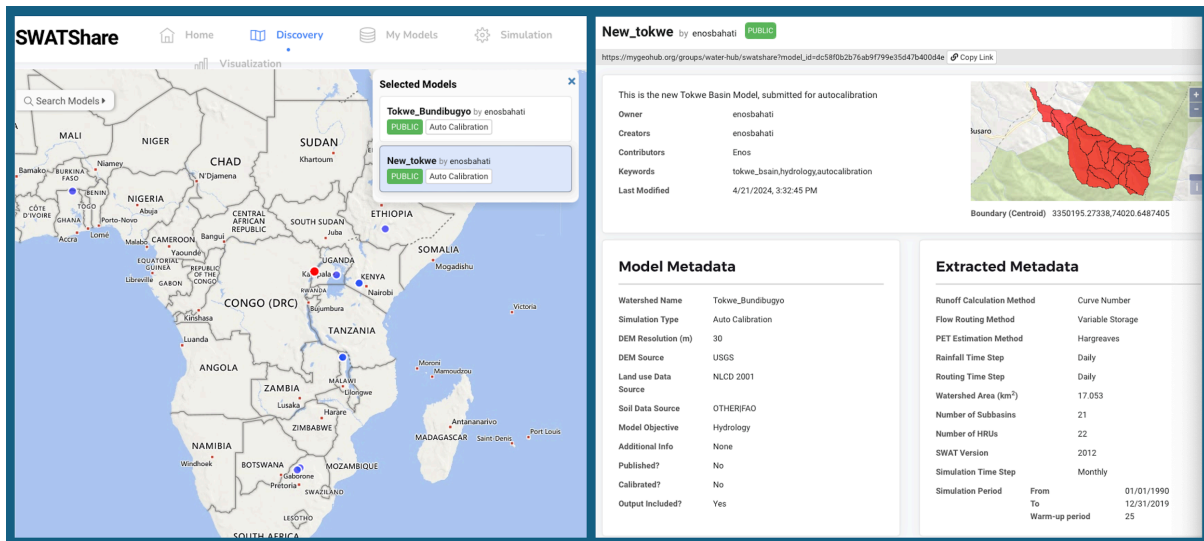 SWATShare
Home
Discovery
My Models
Simulation
Visualization
Search Models
Selected Models
×
Tokwe_Bundibugyo by enosbahati
PUBLIC Auto Calibration
New_tokwe by enosbahati
PUBLIC Auto Calibration
MALI
NIGER
CHAD
SUDAN
Khartoum
Niamey
N'Djamena
Bamako
BURKINA
FASO
BENIN
TOGO
NIGERIA
Abuja
CÔTE
D'IVOIRE
GHANA
Porto-Novo
Accra
Lomé
CENTRAL
AFRICAN
REPUBLIC
SOUTH SUDAN
Juba
ETHIOPIA
Malabo
CAMEROON
Yaoundé
Bangui
EQUATORIAL
GUINEA
Libreville
GABON
REPUBLIC
OF THE
CONGO
UGANDA
SOMALIA
Mogadishu
KENYA
Nairobi
RWANDA
Bujumbura
CONGO (DRC)
Kinshasa
Luanda
TANZANIA
Victoria
ANGOLA
Moroni
Mamoudzou
ZAMBIA
MALAWI
Lilongwe
Lusaka
Harare
ZIMBABWE
Antananarivo
MADAGASCAR
Saint-Denis
Port Louis
NAMIBIA
Windhoek
BOTSWANA
MOZAMBIQUE
Gaborone
Pretoria
SWAZILAND
LESOTHO
SOUTH AFRICA
New_tokwe by enosbahati PUBLIC
https://mygeohub.org/groups/water-hub/swatshare?model_id=dc58f0b2b76ab9f799e35d47b400d4e Copy Link
This is the new Tokwe Basin Model, submitted for autocalibration
Owner enosbahati
Creators enosbahati
Contributors Enos
Keywords tokwe_bsain,hydrology,autocalibration
Last Modified 4/21/2024, 3:32:45 PM
Busaro
+
-
i
Boundary (Centroid) 3350195.27338,74020.6487405
Model Metadata
Watershed Name Tokwe_Bundibugyo
Simulation Type Auto Calibration
DEM Resolution (m) 30
DEM Source USGS
Land use Data NLCD 2001
Source
Soil Data Source OTHER|FAO
Model Objective Hydrology
Additional Info None
Published? No
Calibrated? No
Output Included? Yes
Extracted Metadata
Runoff Calculation Method Curve Number
Flow Routing Method Variable Storage
PET Estimation Method Hargreaves
Rainfall Time Step Daily
Routing Time Step Daily
Watershed Area (km²) 17.053
Number of Subbasins 21
Number of HRUs 22
SWAT Version 2012
Simulation Time Step Monthly
Simulation Period From 01/01/1990
To 12/31/2019
Warm-up period 25